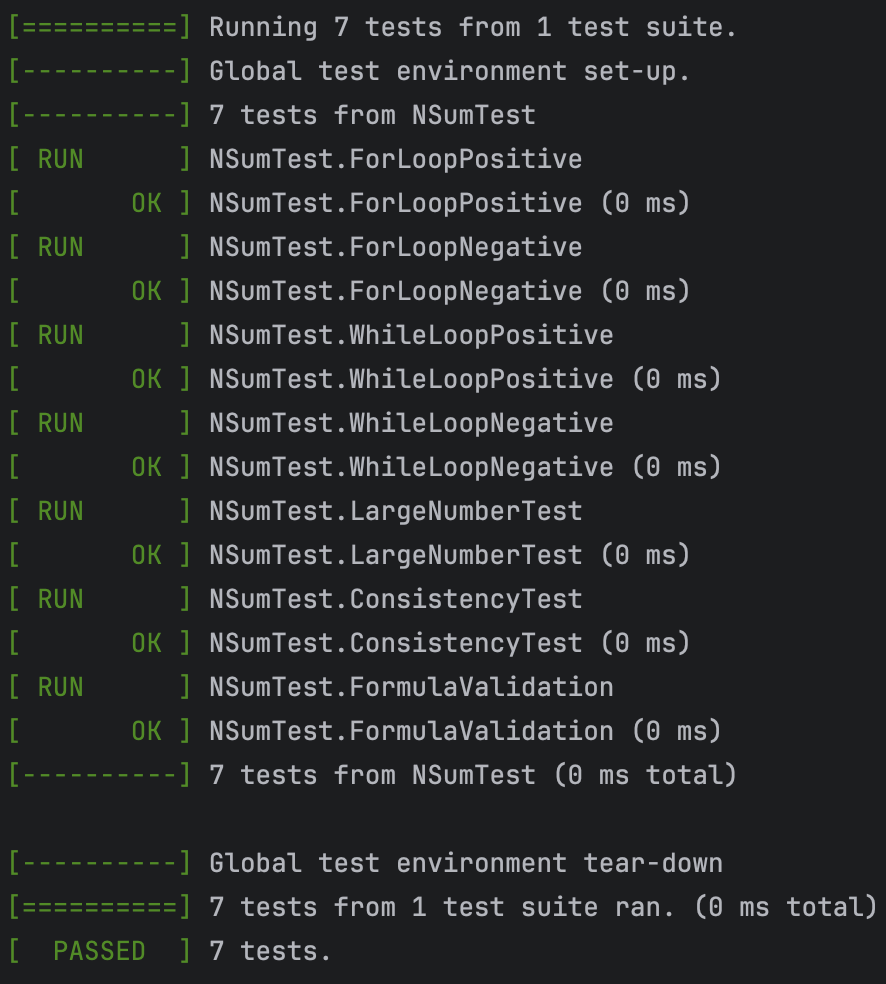 [==========] Running 7 tests from 1 test suite.
[----------] Global test environment set-up.
[----------] 7 tests from NSumTest
[ RUN      ] NSumTest.ForLoopPositive
[       OK ] NSumTest.ForLoopPositive (0 ms)
[ RUN      ] NSumTest.ForLoopNegative
[       OK ] NSumTest.ForLoopNegative (0 ms)
[ RUN      ] NSumTest.WhileLoopPositive
[       OK ] NSumTest.WhileLoopPositive (0 ms)
[ RUN      ] NSumTest.WhileLoopNegative
[       OK ] NSumTest.WhileLoopNegative (0 ms)
[ RUN      ] NSumTest.LargeNumberTest
[       OK ] NSumTest.LargeNumberTest (0 ms)
[ RUN      ] NSumTest.ConsistencyTest
[       OK ] NSumTest.ConsistencyTest (0 ms)
[ RUN      ] NSumTest.FormulaValidation
[       OK ] NSumTest.FormulaValidation (0 ms)
[----------] 7 tests from NSumTest (0 ms total)

[----------] Global test environment tear-down
[==========] 7 tests from 1 test suite ran. (0 ms total)
[  PASSED  ] 7 tests.